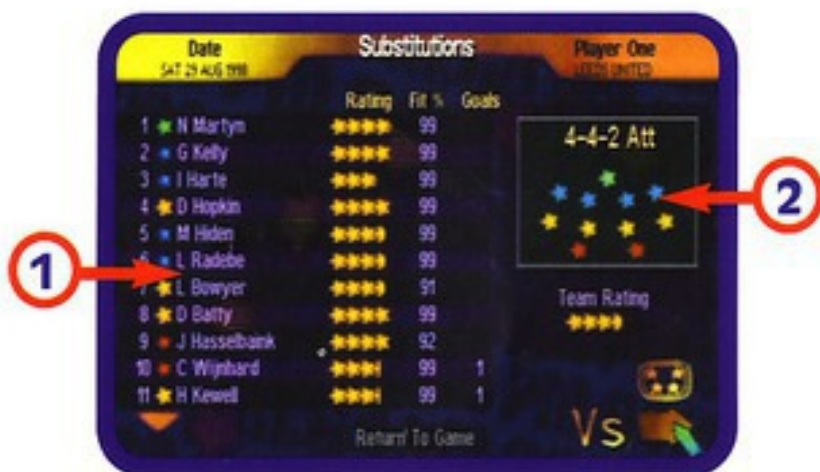 Date
SAT 29 AUG 1998
Substitutions
Player One
LEEDS UNITED
Rating Fit % Goals
1 N Martyn 99
2 G Kelly 99
3 I Harte 99
4 D Hopkin 99
5 M Hiden 99
6 L Radebe 99
7 L Bowyer 91
8 D Batty 99
9 J Hasselbaink 92
10 C Wijnhard 99 1
11 H Kewell 99 1
Return To Game
4-4-2 Att
Team Rating
Vs
1
2